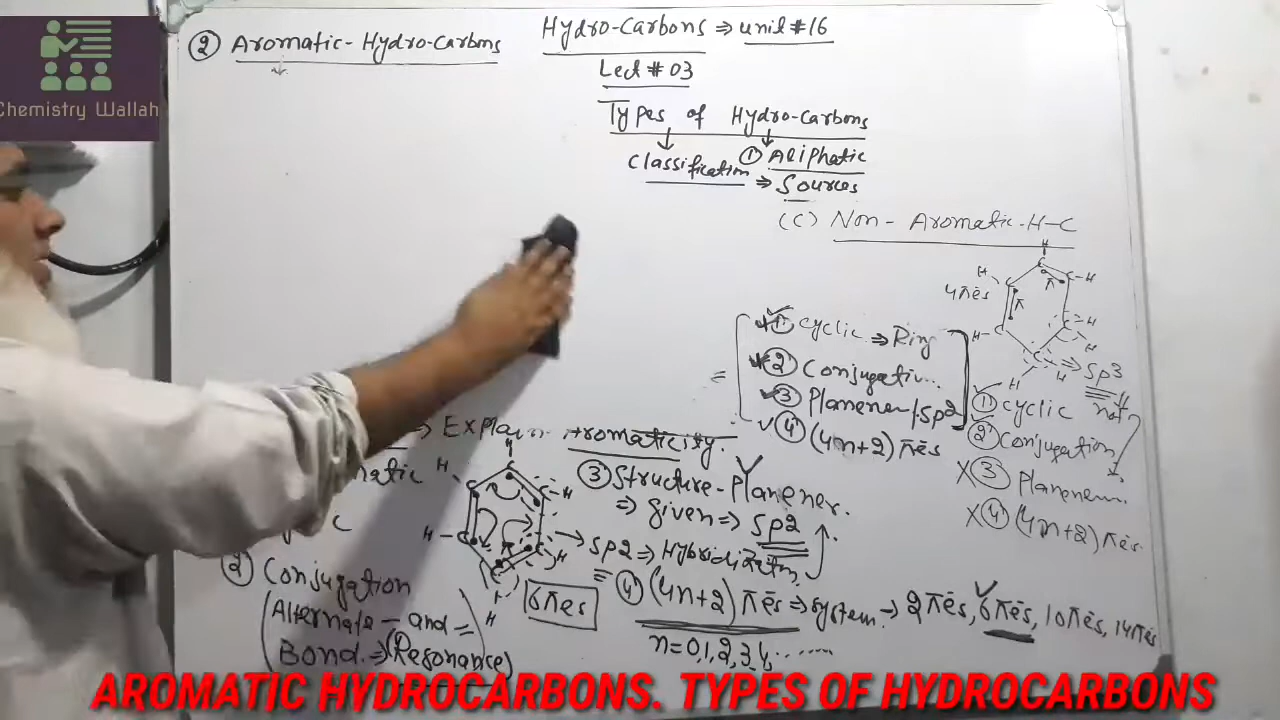 Chemistry Wallah
② Aromatic-Hydro-Carbons
Hydro-Carbons ⇒ unit #16
Lect # 03
Types of Hydro-Carbons
Classification
① Aliphatic
⇒ Sources
(C) Non-Aromatic-H-C
4πes
⇒ sp3
① cyclic ⇒ Ring
② Conjugation...
③ Planener/.sp2
④ (4n+2) πēs
① cyclic
② Conjugation
X ③ Planener
X ④ (4n+2) πēs
not
⇒ Explain Aromaticity.
matic
c
③ Structure-Planener.
⇒ given ⇒ sp2
→ sp2 ⇒ Hybridization
6πes
② Conjugation
(Alternate - and =
Bond ⇒ (Resonance)
④ (4n+2) πēs ⇒ system → 2πēs, 6πēs, 10πēs, 14πēs
n=0,1,2,3,4,......
AROMATIC HYDROCARBONS. TYPES OF HYDROCARBONS